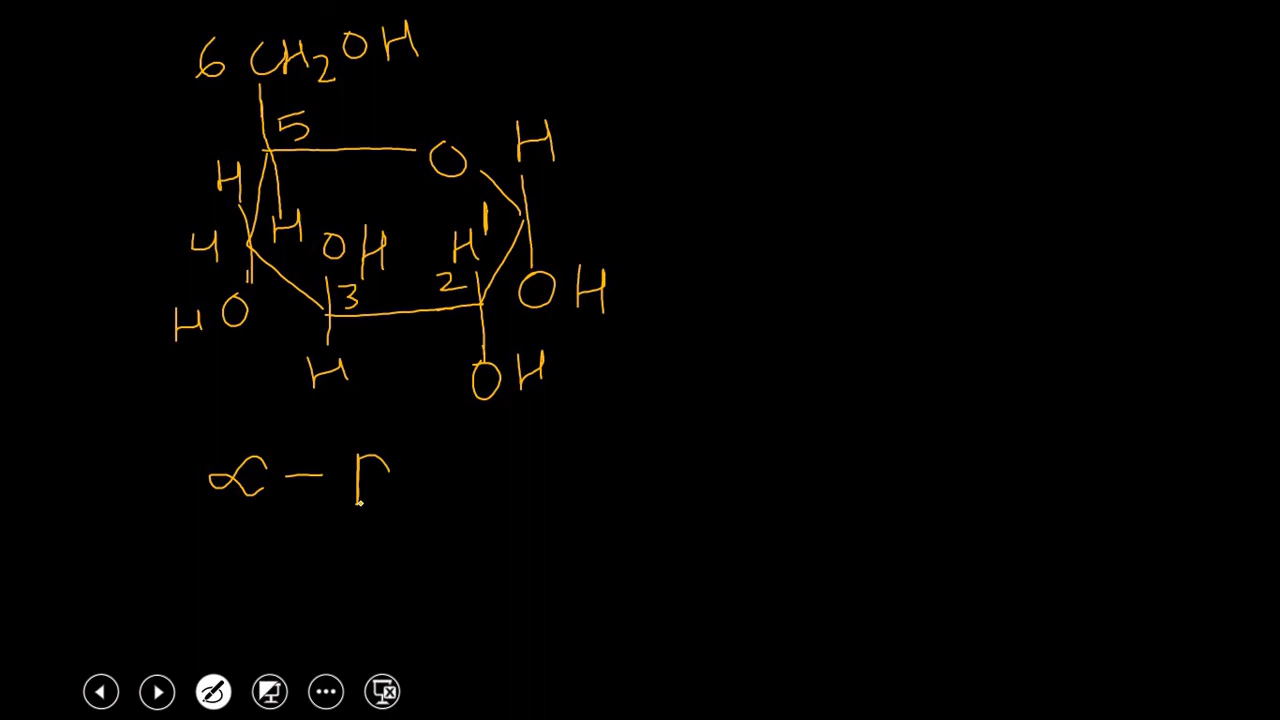 6 CH2OH
5
O H
H
4 H OH H 1
3 2
HO OH
H OH
α - Γ